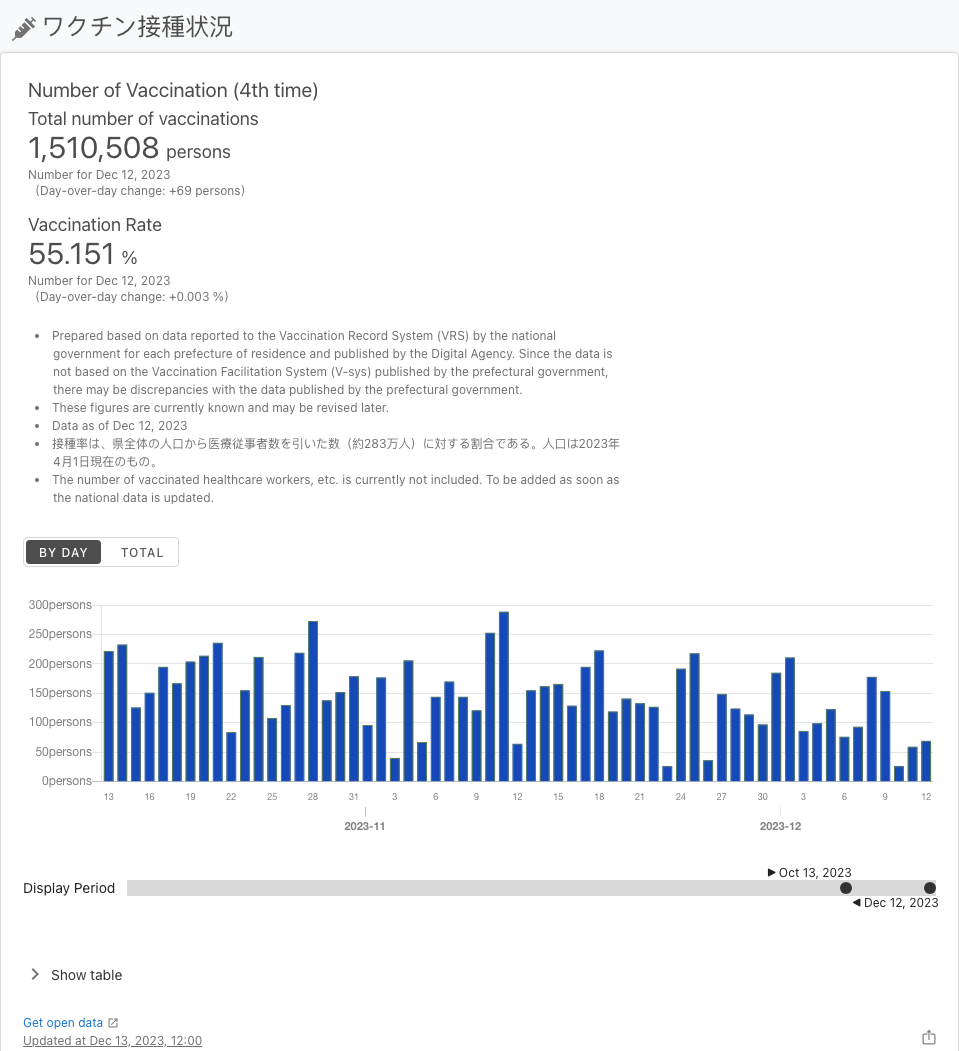 ワクチン接種状況
Number of Vaccination (4th time)
Total number of vaccinations
1,510,508 persons
Number for Dec 12, 2023
(Day-over-day change: +69 persons)
Vaccination Rate
55.151 %
Number for Dec 12, 2023
(Day-over-day change: +0.003 %)
• Prepared based on data reported to the Vaccination Record System (VRS) by the national
government for each prefecture of residence and published by the Digital Agency. Since the data is
not based on the Vaccination Facilitation System (V-sys) published by the prefectural government,
there may be discrepancies with the data published by the prefectural government.
• These figures are currently known and may be revised later.
• Data as of Dec 12, 2023
• 接種率は、県全体の人口から医療従事者数を引いた数（約283万人）に対する割合である。人口は2023年
4月1日現在のもの。
• The number of vaccinated healthcare workers, etc. is currently not included. To be added as soon as
the national data is updated.
BY DAY TOTAL
300persons
250persons
200persons
150persons
100persons
50persons
0persons
13 16 19 22 25 28 31 3 6 9 12 15 18 21 24 27 30 3 6 9 12
2023-11 2023-12
Oct 13, 2023
Display Period
Dec 12, 2023
Show table
Get open data
Updated at Dec 13, 2023, 12:00